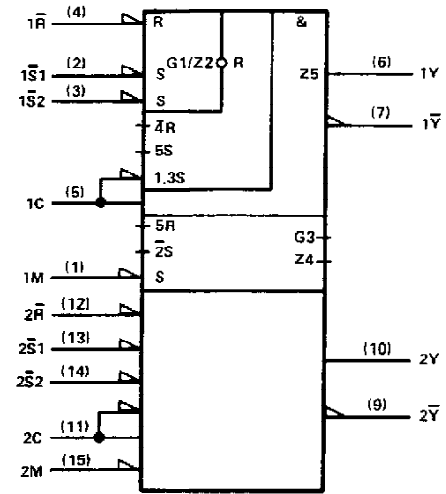 1R̅ (4) R &
1S̅1 (2) S G1/Z2 R Z5 (6) 1Y
1S̅2 (3) S
4̅R (7) 1Y̅
5S
1,3S
1C (5)
5R G3
2̅S Z4
1M (1) S
2R̅ (12)
2S̅1 (13) (10) 2Y
2S̅2 (14)
(9) 2Y̅
2C (11)
2M (15)